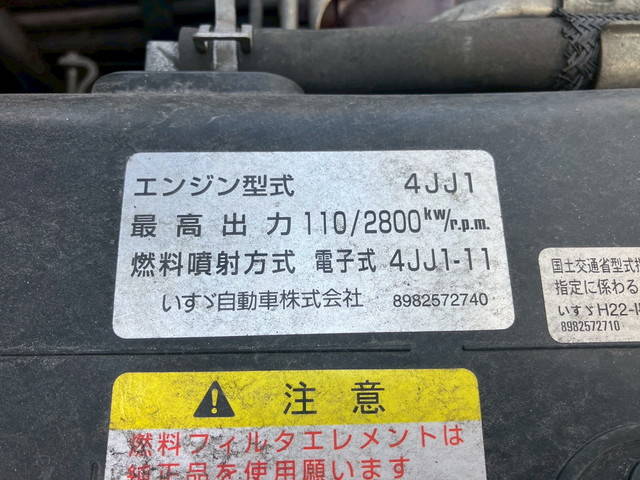 エンジン型式 4JJ1
最高出力 110/2800 kw/r.p.m.
燃料噴射方式 電子式 4JJ1-11
いすゞ自動車株式会社 8982572740
国土交通省型式指
指定に係わる
いすゞH22-
8982572710
注意
燃料フィルタエレメントは
純正品を使用願います